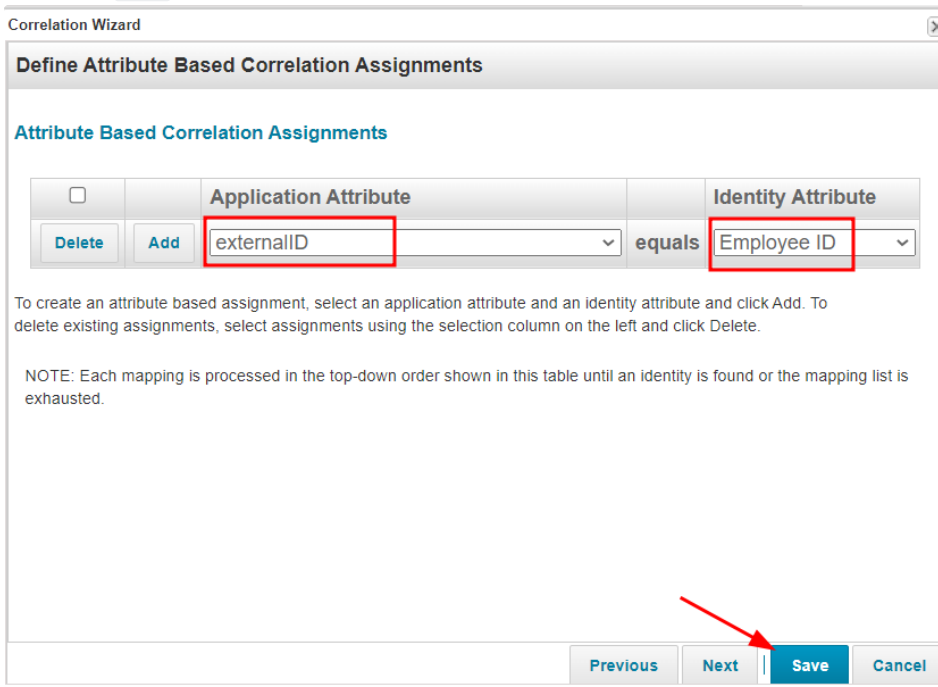 Correlation Wizard
Define Attribute Based Correlation Assignments
Attribute Based Correlation Assignments
Application Attribute Identity Attribute
Delete Add externalID equals Employee ID
To create an attribute based assignment, select an application attribute and an identity attribute and click Add. To
delete existing assignments, select assignments using the selection column on the left and click Delete.
NOTE: Each mapping is processed in the top-down order shown in this table until an identity is found or the mapping list is
exhausted.
Previous Next | Save Cancel